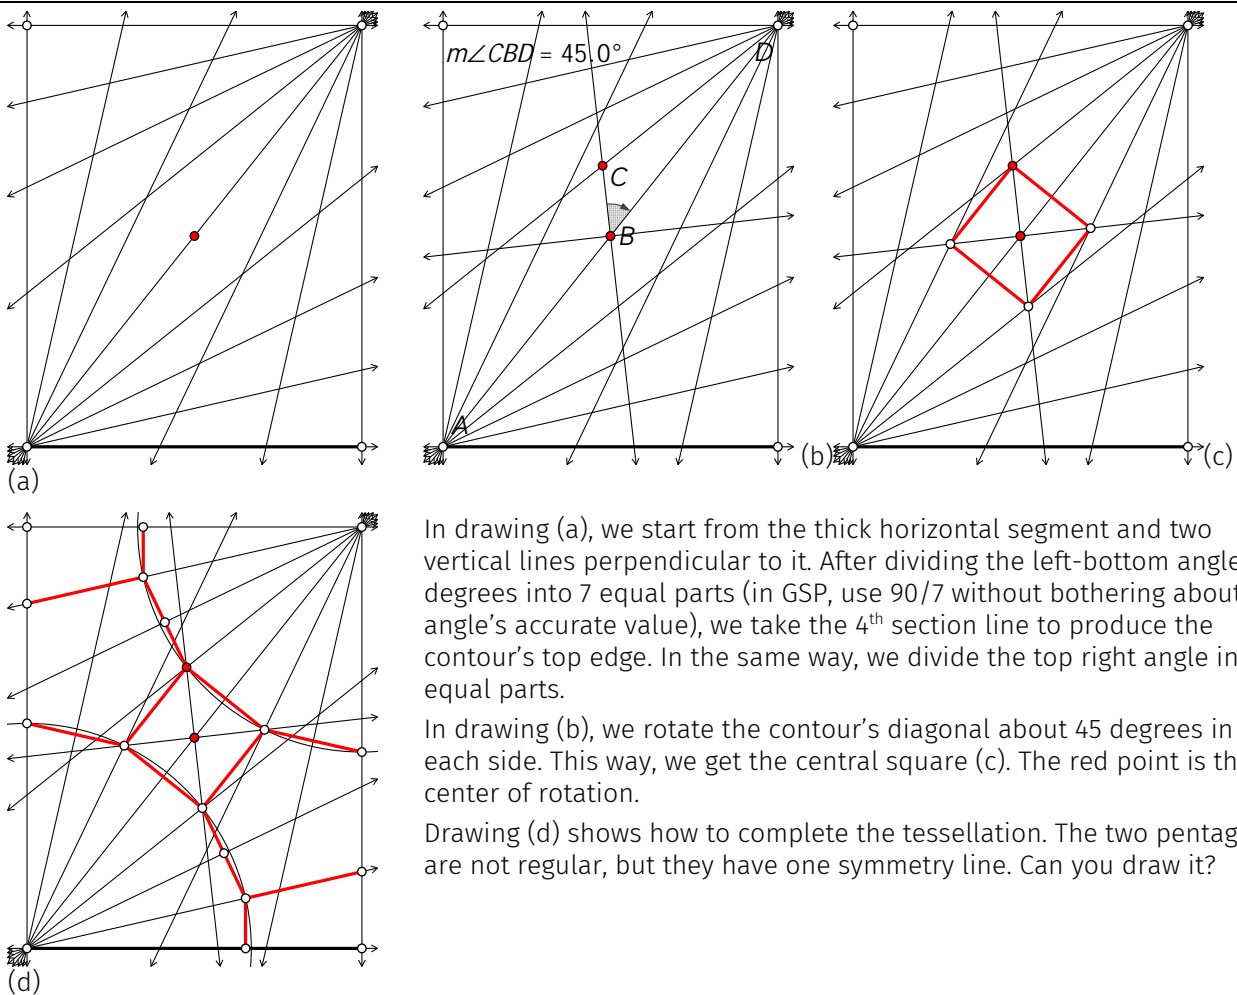 m∠CBD = 45.0°
D
C
B
A
(a)
(b)
(c)
(d)
In drawing (a), we start from the thick horizontal segment and two
vertical lines perpendicular to it. After dividing the left-bottom angle
degrees into 7 equal parts (in GSP, use 90/7 without bothering about
angle’s accurate value), we take the 4th section line to produce the
contour’s top edge. In the same way, we divide the top right angle in
equal parts.
In drawing (b), we rotate the contour’s diagonal about 45 degrees in
each side. This way, we get the central square (c). The red point is th
center of rotation.
Drawing (d) shows how to complete the tessellation. The two pentag
are not regular, but they have one symmetry line. Can you draw it?